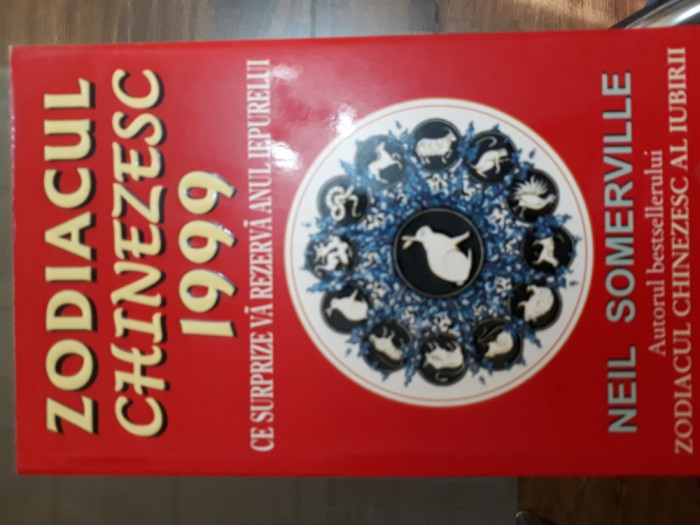 ZODIACUL
CHINEZESC
1999
CE SURPRIZE VĂ REZERVĂ ANUL IEPURELUI
NEIL SOMERVILLE
Autorul bestsellerului
ZODIACUL CHINEZESC AL IUBIRII